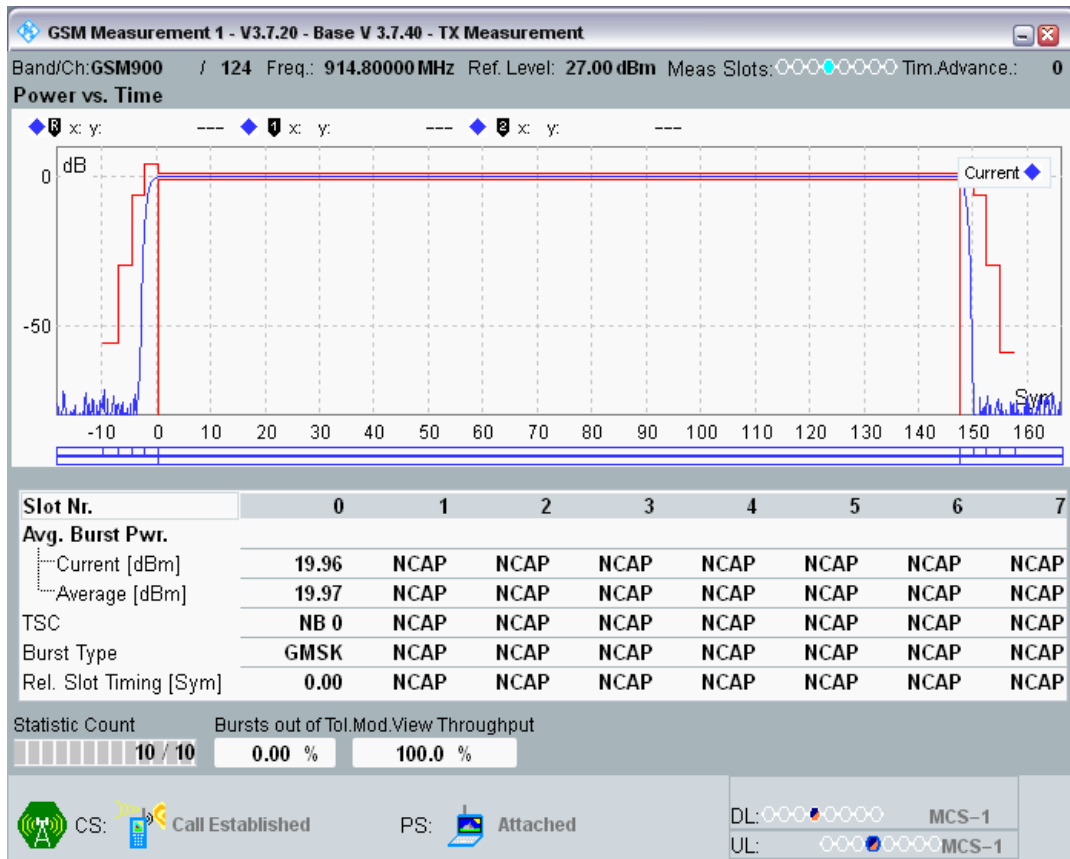 GSM Measurement 1 - V3.7.20 - Base V 3.7.40 - TX Measurement
Band/Ch:GSM900 / 124 Freq.: 914.80000 MHz Ref. Level: 27.00 dBm Meas Slots: Tim.Advance.: 0
Power vs. Time
R x: y: --- 1 x: y: --- 2 x: y: ---
dB
Current
0
-50
Sym
-10 0 10 20 30 40 50 60 70 80 90 100 110 120 130 140 150 160
Slot Nr. 0 1 2 3 4 5 6 7
Avg. Burst Pwr.
Current [dBm] 19.96 NCAP NCAP NCAP NCAP NCAP NCAP NCAP
Average [dBm] 19.97 NCAP NCAP NCAP NCAP NCAP NCAP NCAP
TSC NB 0 NCAP NCAP NCAP NCAP NCAP NCAP NCAP
Burst Type GMSK NCAP NCAP NCAP NCAP NCAP NCAP NCAP
Rel. Slot Timing [Sym] 0.00 NCAP NCAP NCAP NCAP NCAP NCAP NCAP
Statistic Count Bursts out of Tol.Mod.View Throughput
10 / 10 0.00 % 100.0 %
CS: Call Established PS: Attached DL: MCS-1
UL: MCS-1